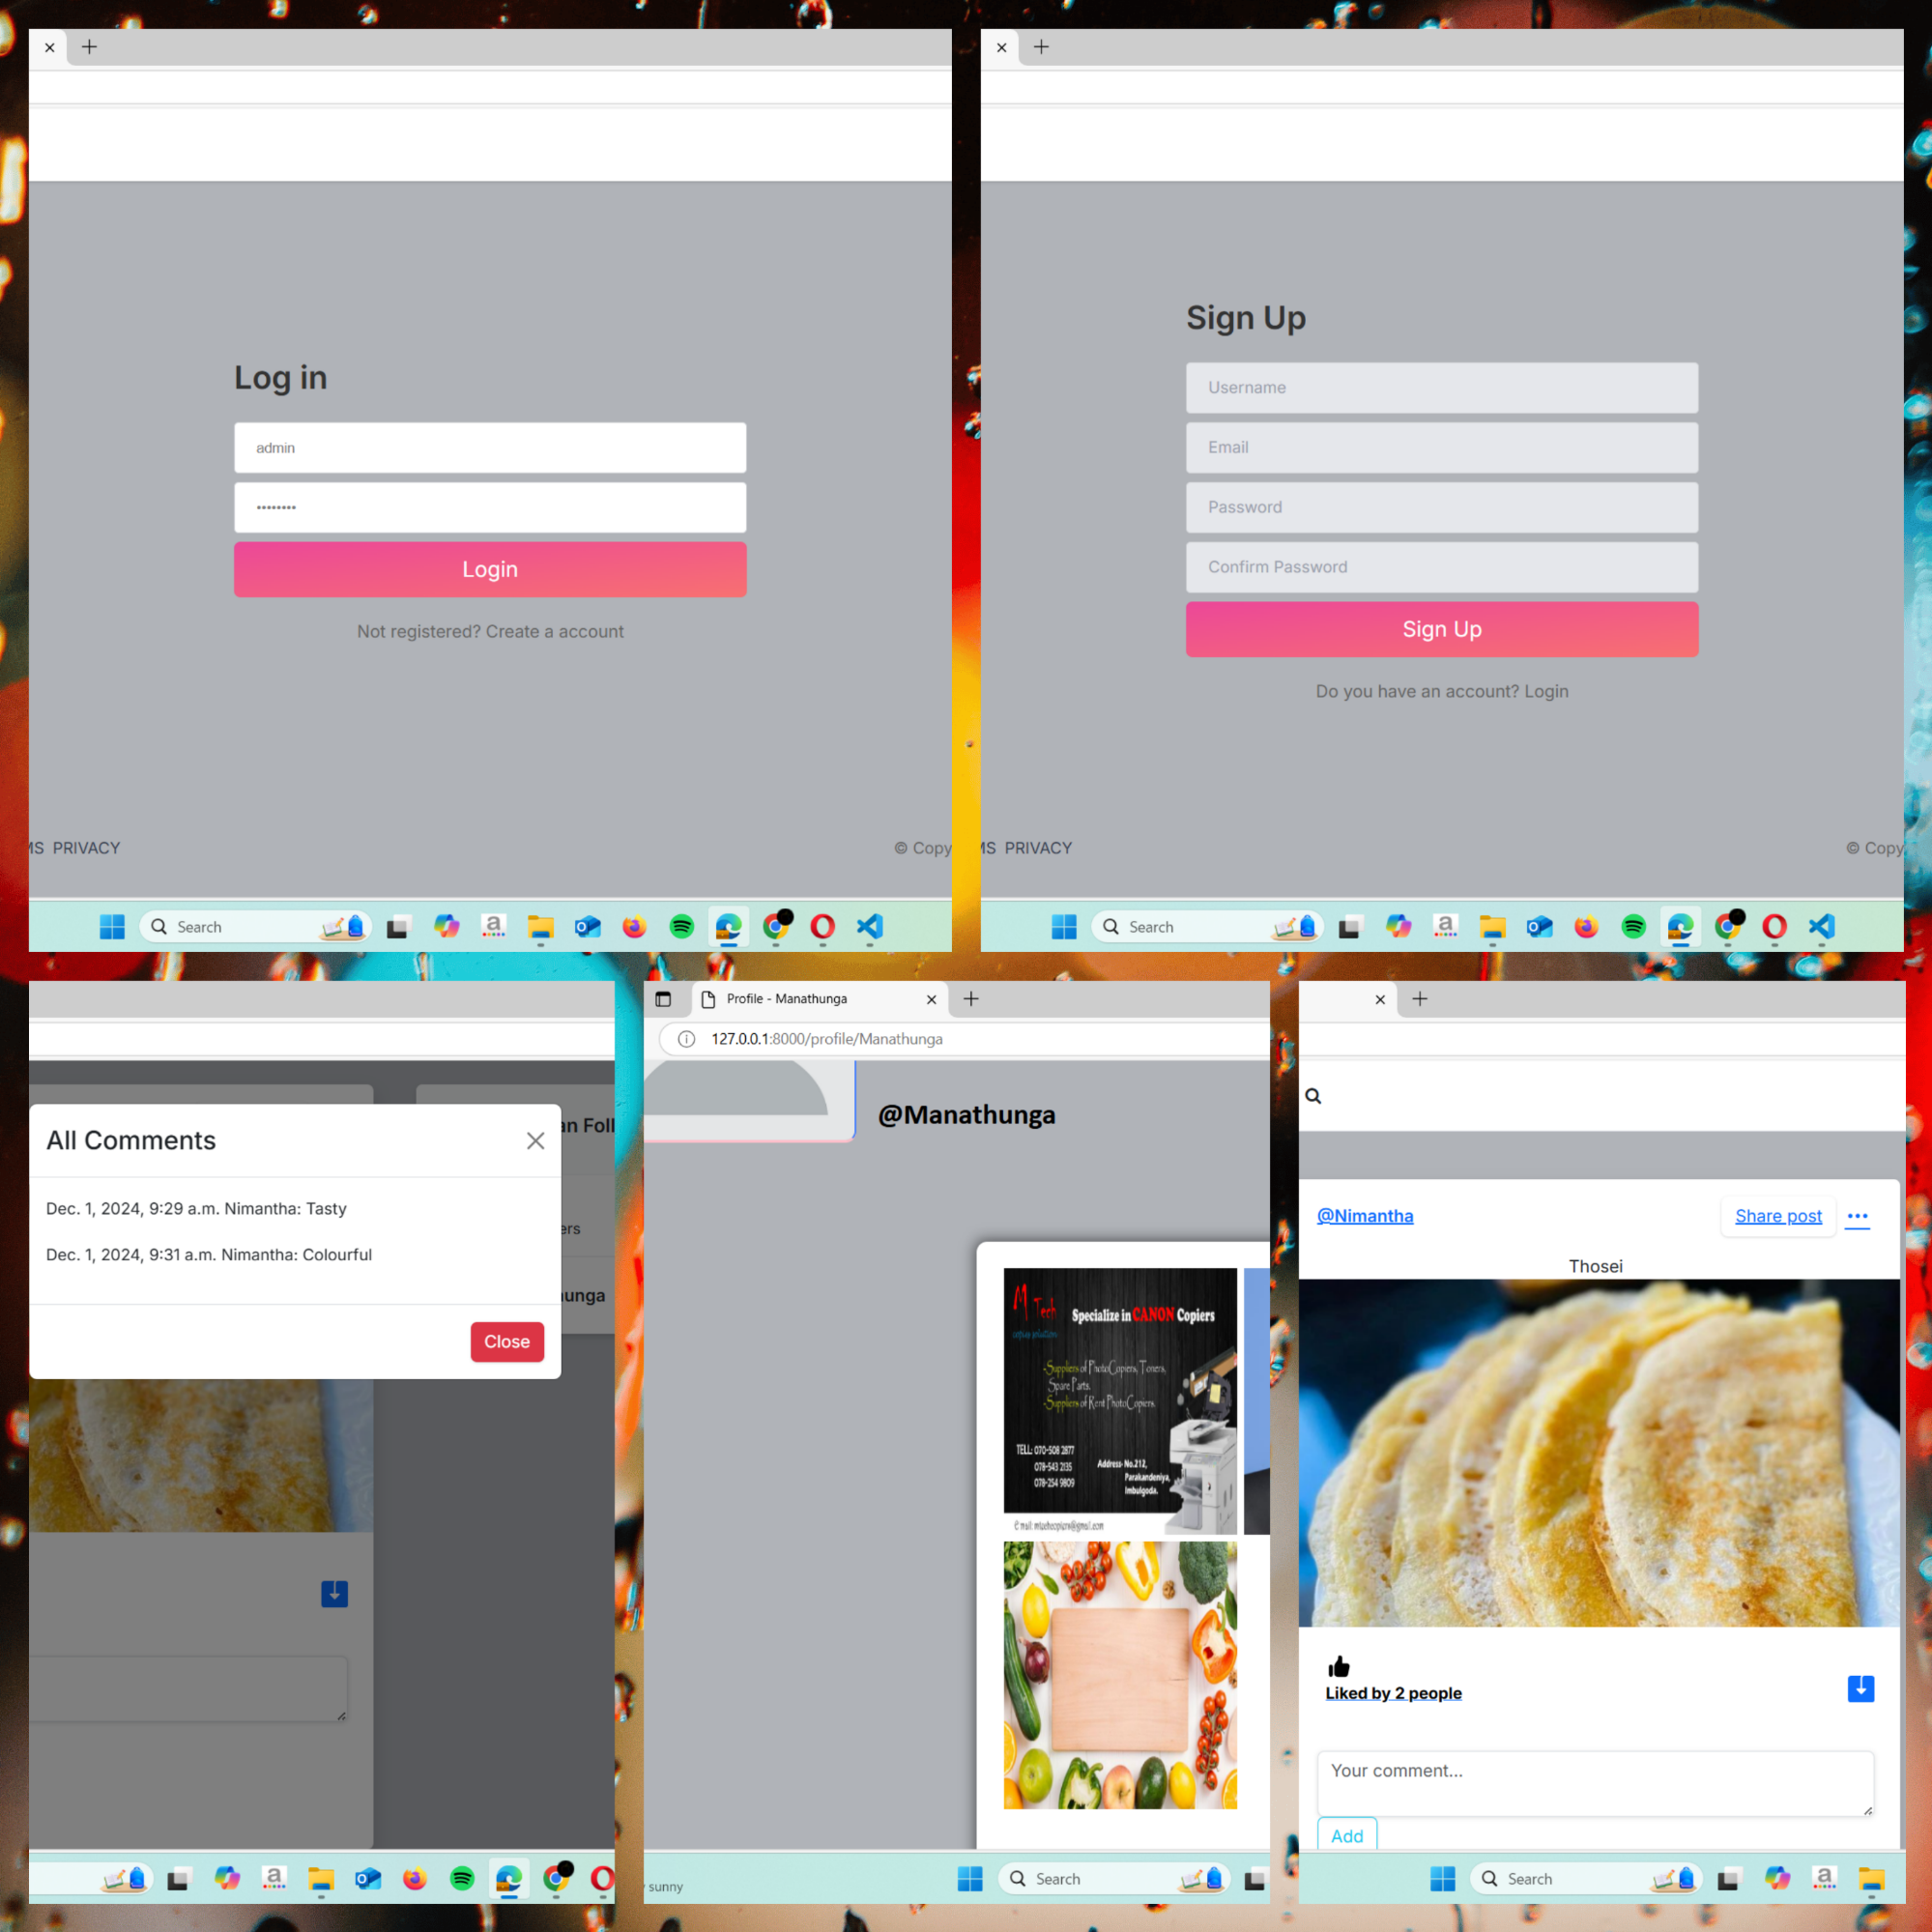 Log in
admin
Login
Not registered? Create a account
MS PRIVACY
© Copy
Search
Sign Up
Username
Email
Password
Confirm Password
Sign Up
Do you have an account? Login
MS PRIVACY
© Copy
Search
All Comments
an Foll
Dec. 1, 2024, 9:29 a.m. Nimantha: Tasty
ers
Dec. 1, 2024, 9:31 a.m. Nimantha: Colourful
unga
Close
Profile - Manathunga
127.0.0.1:8000/profile/Manathunga
@Manathunga
M Tech
Specialize in CANON Copiers
-Suppliers of PhotoCopiers, Toners,
Spare Parts.
-Suppliers of Rent PhotoCopiers.
TELL: 070-508 2877
078-543 2135
078-254 9809
Address- No.212,
Parakandeniya,
Imbulgoda.
sunny
Search
@Nimantha
Share post
Thosei
Liked by 2 people
Your comment...
Add
Search